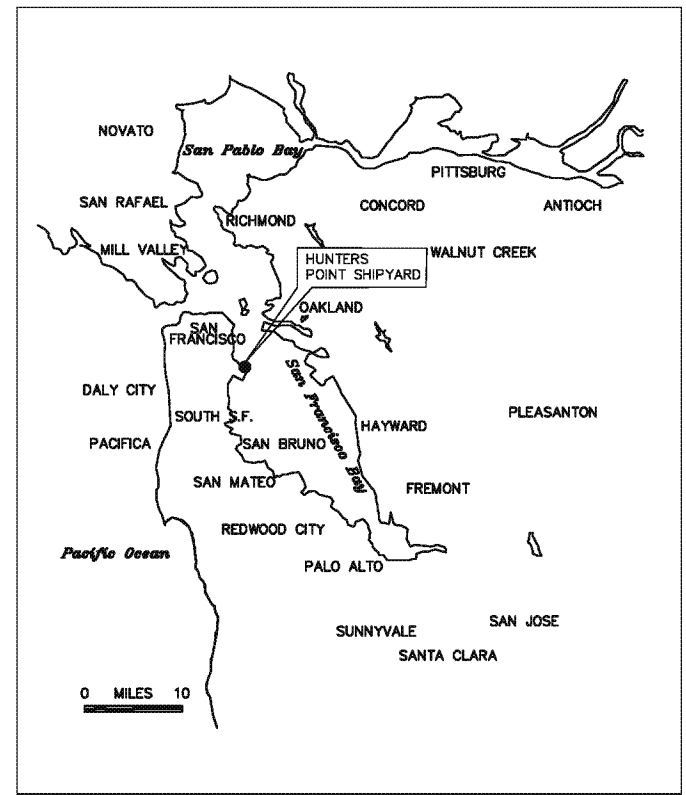 NOVATO
San Pablo Bay
PITTSBURG
SAN RAFAEL
CONCORD
ANTIOCH
RICHMOND
MILL VALLEY
WALNUT CREEK
HUNTERS
POINT SHIPYARD
OAKLAND
SAN
FRANCISCO
DALY CITY
San Francisco Bay
SOUTH S.F.
PLEASANTON
HAYWARD
PACIFICA
SAN BRUNO
SAN MATEO
FREMONT
REDWOOD CITY
Pacific Ocean
PALO ALTO
SAN JOSE
SUNNYVALE
SANTA CLARA
0 MILES 10